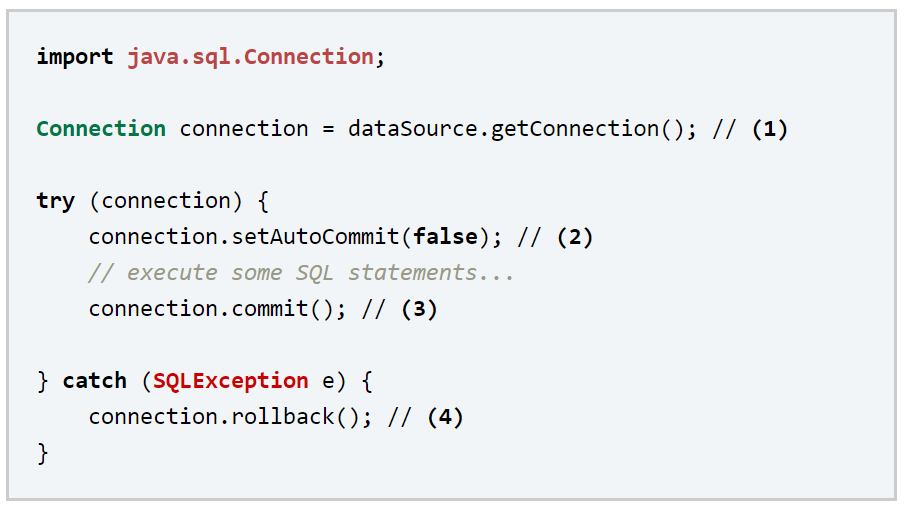 import java.sql.Connection;
Connection connection = dataSource.getConnection(); // (1)
try (connection) {
    connection.setAutoCommit(false); // (2)
    // execute some SQL statements...
    connection.commit(); // (3)
} catch (SQLException e) {
    connection.rollback(); // (4)
}